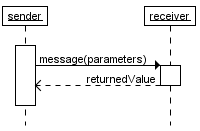 sender
receiver
message(parameters)
returnedValue